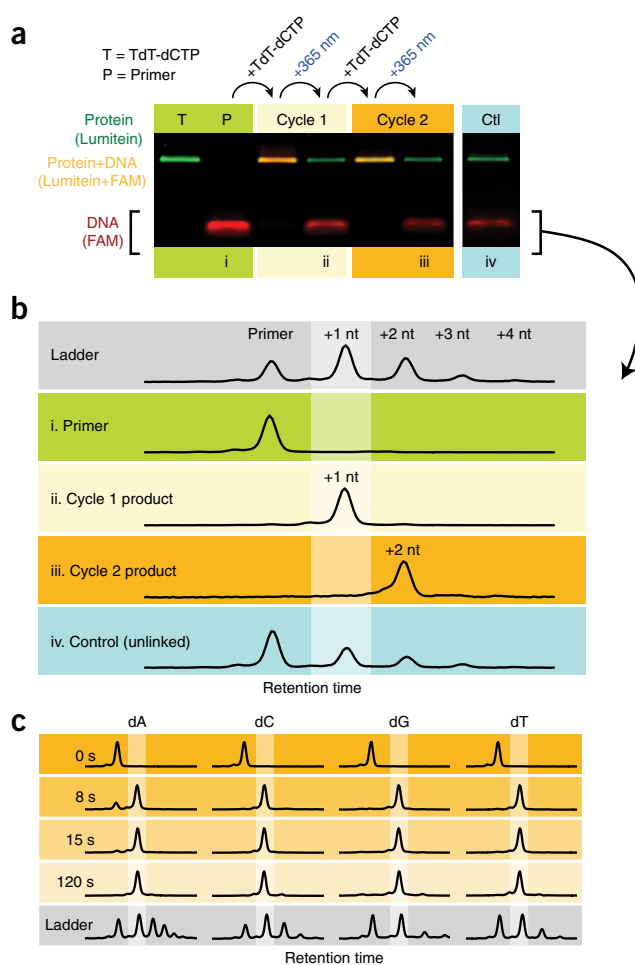 a
T = TdT-dCTP
P = Primer
+TdT-dCTP
+365 nm
+TdT-dCTP
+365 nm
Protein
(Lumitein)
T
P
Cycle 1
Cycle 2
Ctl
Protein+DNA
(Lumitein+FAM)
DNA
(FAM)
i
ii
iii
iv
b
Ladder
Primer
+1 nt
+2 nt
+3 nt
+4 nt
i. Primer
ii. Cycle 1 product
+1 nt
iii. Cycle 2 product
+2 nt
iv. Control (unlinked)
Retention time
c
dA
dC
dG
dT
0 s
8 s
15 s
120 s
Ladder
Retention time